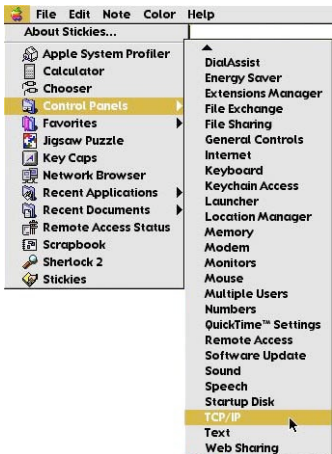 File Edit Note Color Help
About Stickies...
Apple System Profiler
Calculator
Chooser
Control Panels
Favorites
Jigsaw Puzzle
Key Caps
Network Browser
Recent Applications
Recent Documents
Remote Access Status
Scrapbook
Sherlock 2
Stickies
DialAssist
Energy Saver
Extensions Manager
File Exchange
File Sharing
General Controls
Internet
Keyboard
Keychain Access
Launcher
Location Manager
Memory
Modem
Monitors
Mouse
Multiple Users
Numbers
QuickTime™ Settings
Remote Access
Software Update
Sound
Speech
Startup Disk
TCP/IP
Text
Web Sharing